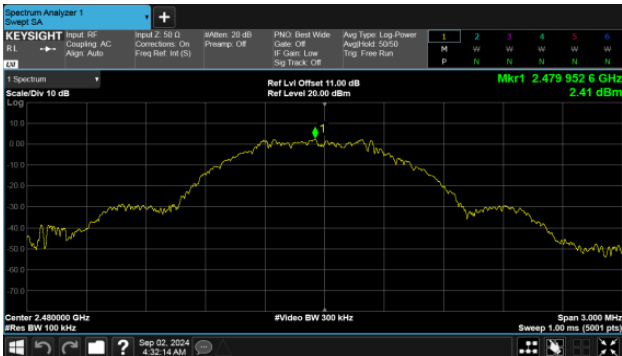 Spectrum Analyzer 1
Swept SA
+
KEYSIGHT Input: RF Input Z: 50 Ω #Atten: 20 dB PNO: Best Wide Avg Type: Log-Power 1 2 3 4 5 6
RL Coupling: AC Corrections: On Preamp: Off Gate: Off Avg|Hold: 50/50 M W W W W W
Align: Auto Freq Ref: Int (S) IF Gain: Low Trig: Free Run P N N N N N
LXI Sig Track: Off
1 Spectrum
Scale/Div 10 dB
Ref Lvl Offset 11.00 dB
Ref Level 20.00 dBm
Mkr1 2.479 952 6 GHz
2.41 dBm
Log
10.0
0.00
-10.0
-20.0
-30.0
-40.0
-50.0
-60.0
-70.0
1
Center 2.480000 GHz #Video BW 300 kHz Span 3.000 MHz
#Res BW 100 kHz Sweep 1.00 ms (5001 pts)
? Sep 02, 2024
4:32:14 AM